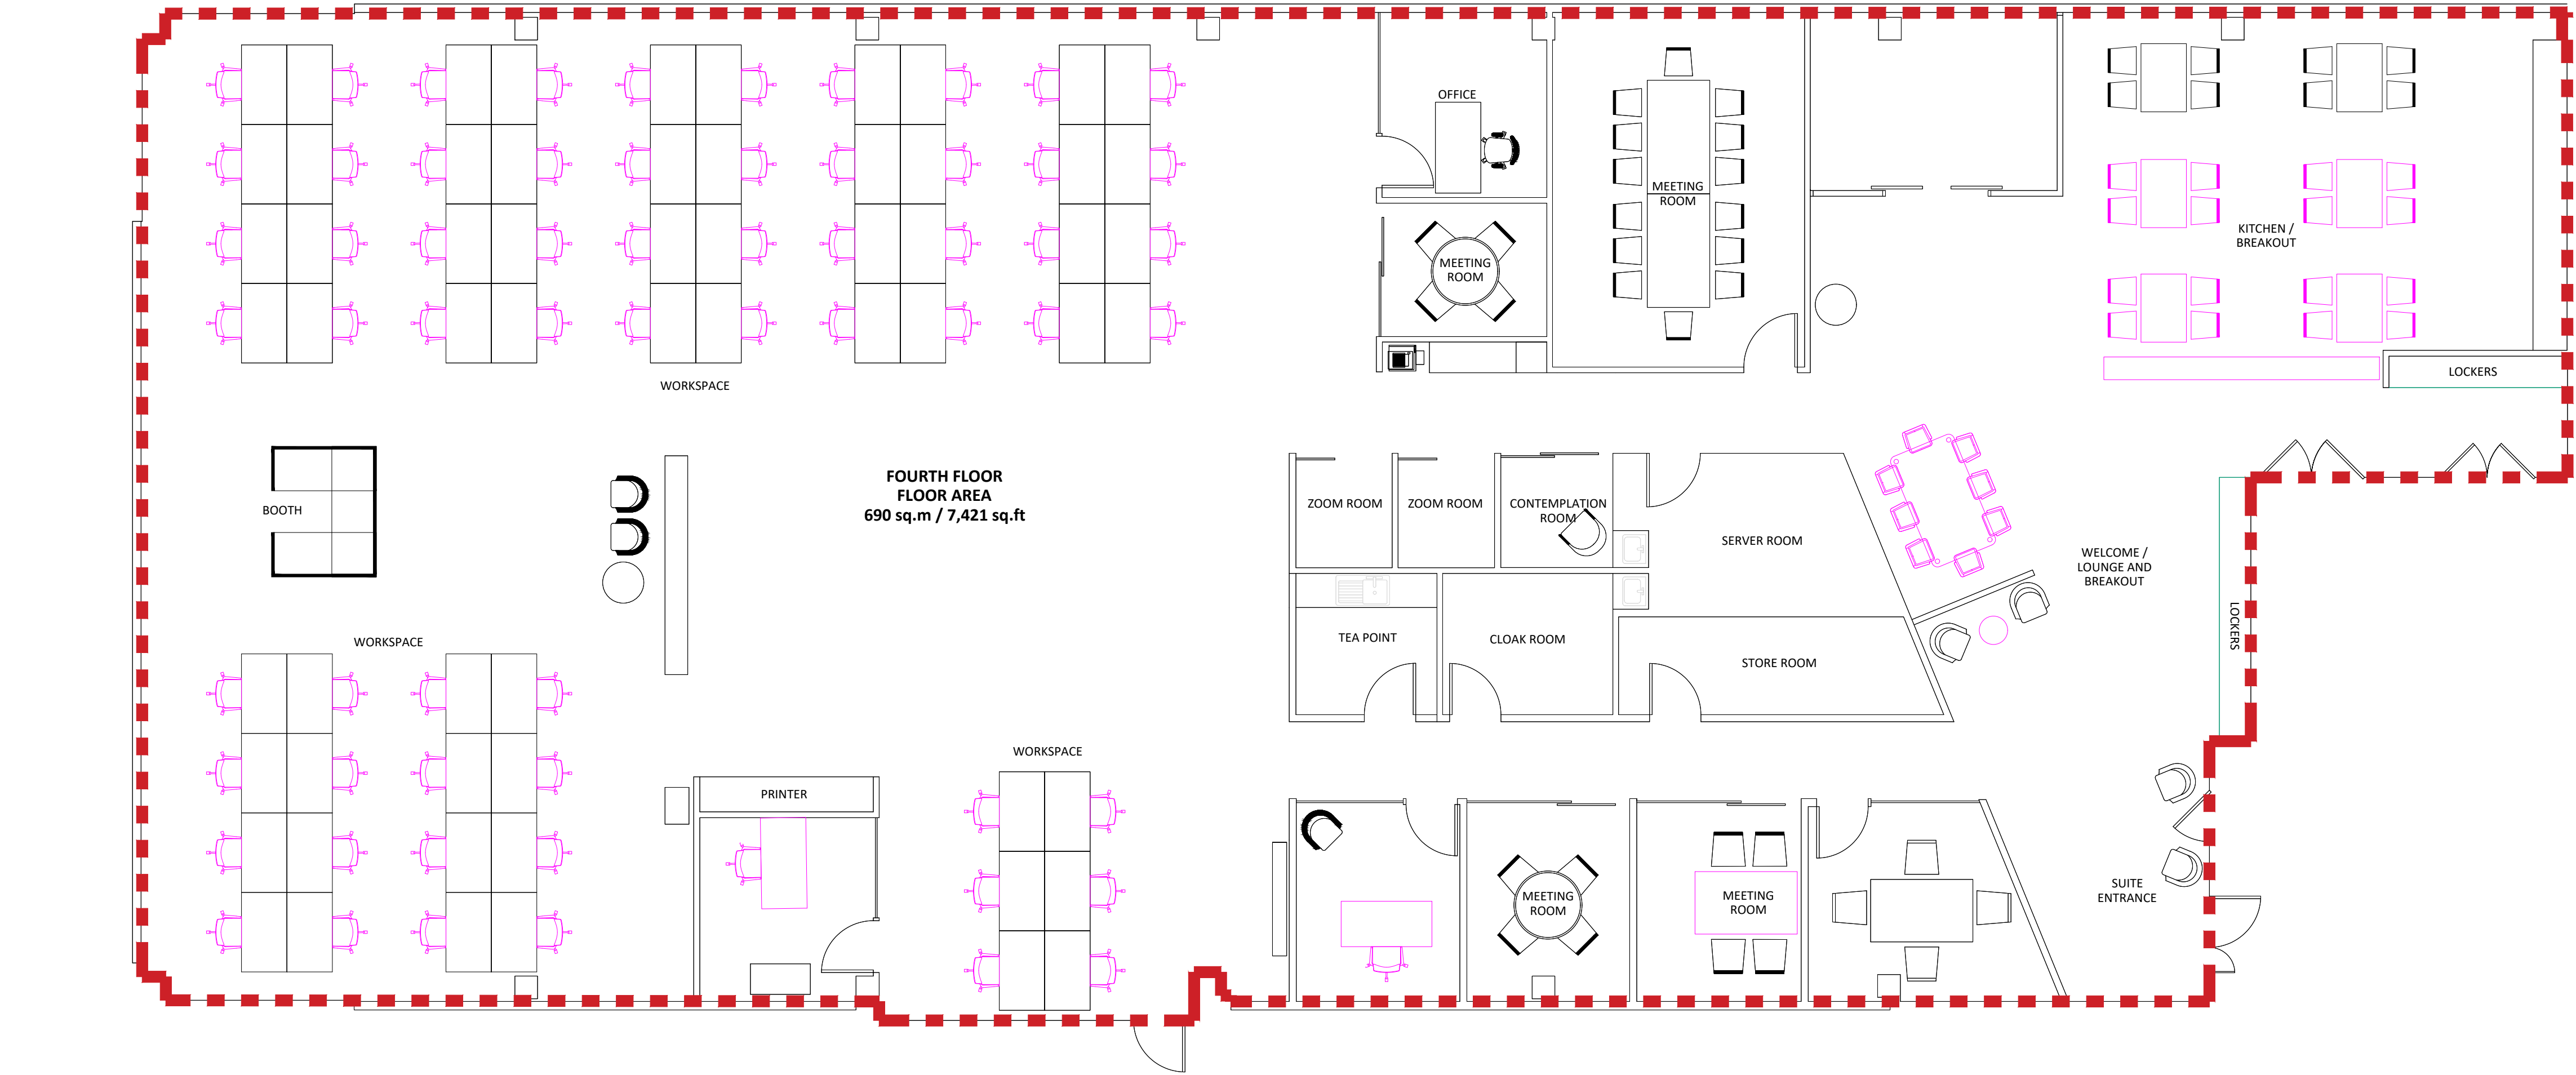 OFFICE
MEETING
ROOM
MEETING
ROOM
KITCHEN /
BREAKOUT
LOCKERS
WORKSPACE
FOURTH FLOOR
FLOOR AREA
690 sq.m / 7,421 sq.ft
BOOTH
ZOOM ROOM
ZOOM ROOM
CONTEMPLATION
ROOM
SERVER ROOM
WELCOME /
LOUNGE AND
BREAKOUT
LOCKERS
WORKSPACE
TEA POINT
CLOAK ROOM
STORE ROOM
WORKSPACE
PRINTER
MEETING
ROOM
MEETING
ROOM
SUITE
ENTRANCE